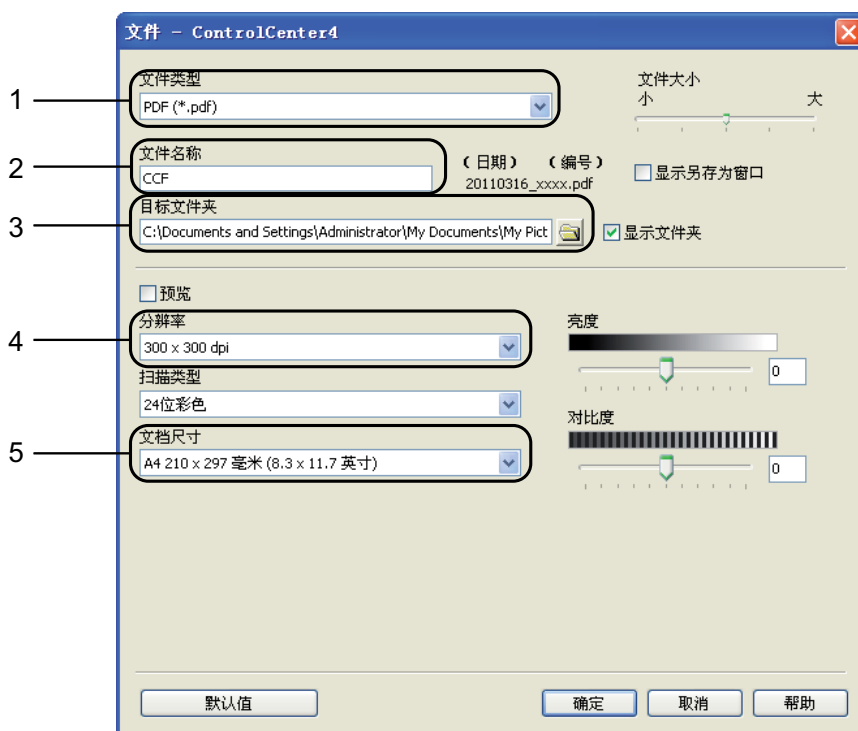 文件 - ControlCenter4
1
文件类型
PDF (*.pdf)
文件大小
小 大
2
文件名称
CCF
(日期) (编号)
20110316_xxxx.pdf
显示另存为窗口
3
目标文件夹
C:\Documents and Settings\Administrator\My Documents\My Pict
显示文件夹
预览
4
分辨率
300 x 300 dpi
亮度
0
扫描类型
24位彩色
对比度
0
5
文档尺寸
A4 210 x 297 毫米 (8.3 x 11.7 英寸)
默认值 确定 取消 帮助